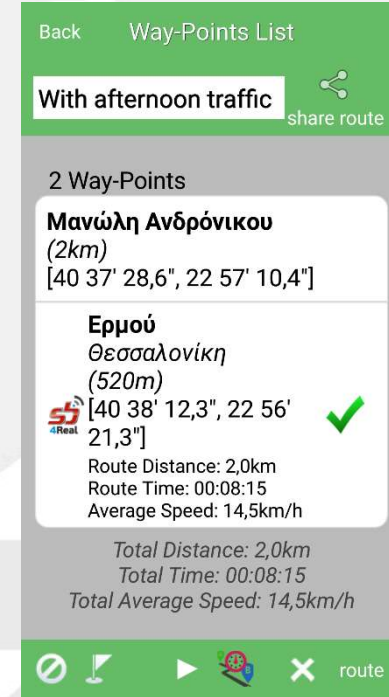 Back Way-Points List
With afternoon traffic
share route
2 Way-Points
Μανώλη Ανδρόνικου
(2km)
[40 37' 28,6", 22 57' 10,4"]
Ερμού
Θεσσαλονίκη
(520m)
[40 38' 12,3", 22 56'
21,3"]
4Real
Route Distance: 2,0km
Route Time: 00:08:15
Average Speed: 14,5km/h
Total Distance: 2,0km
Total Time: 00:08:15
Total Average Speed: 14,5km/h
route